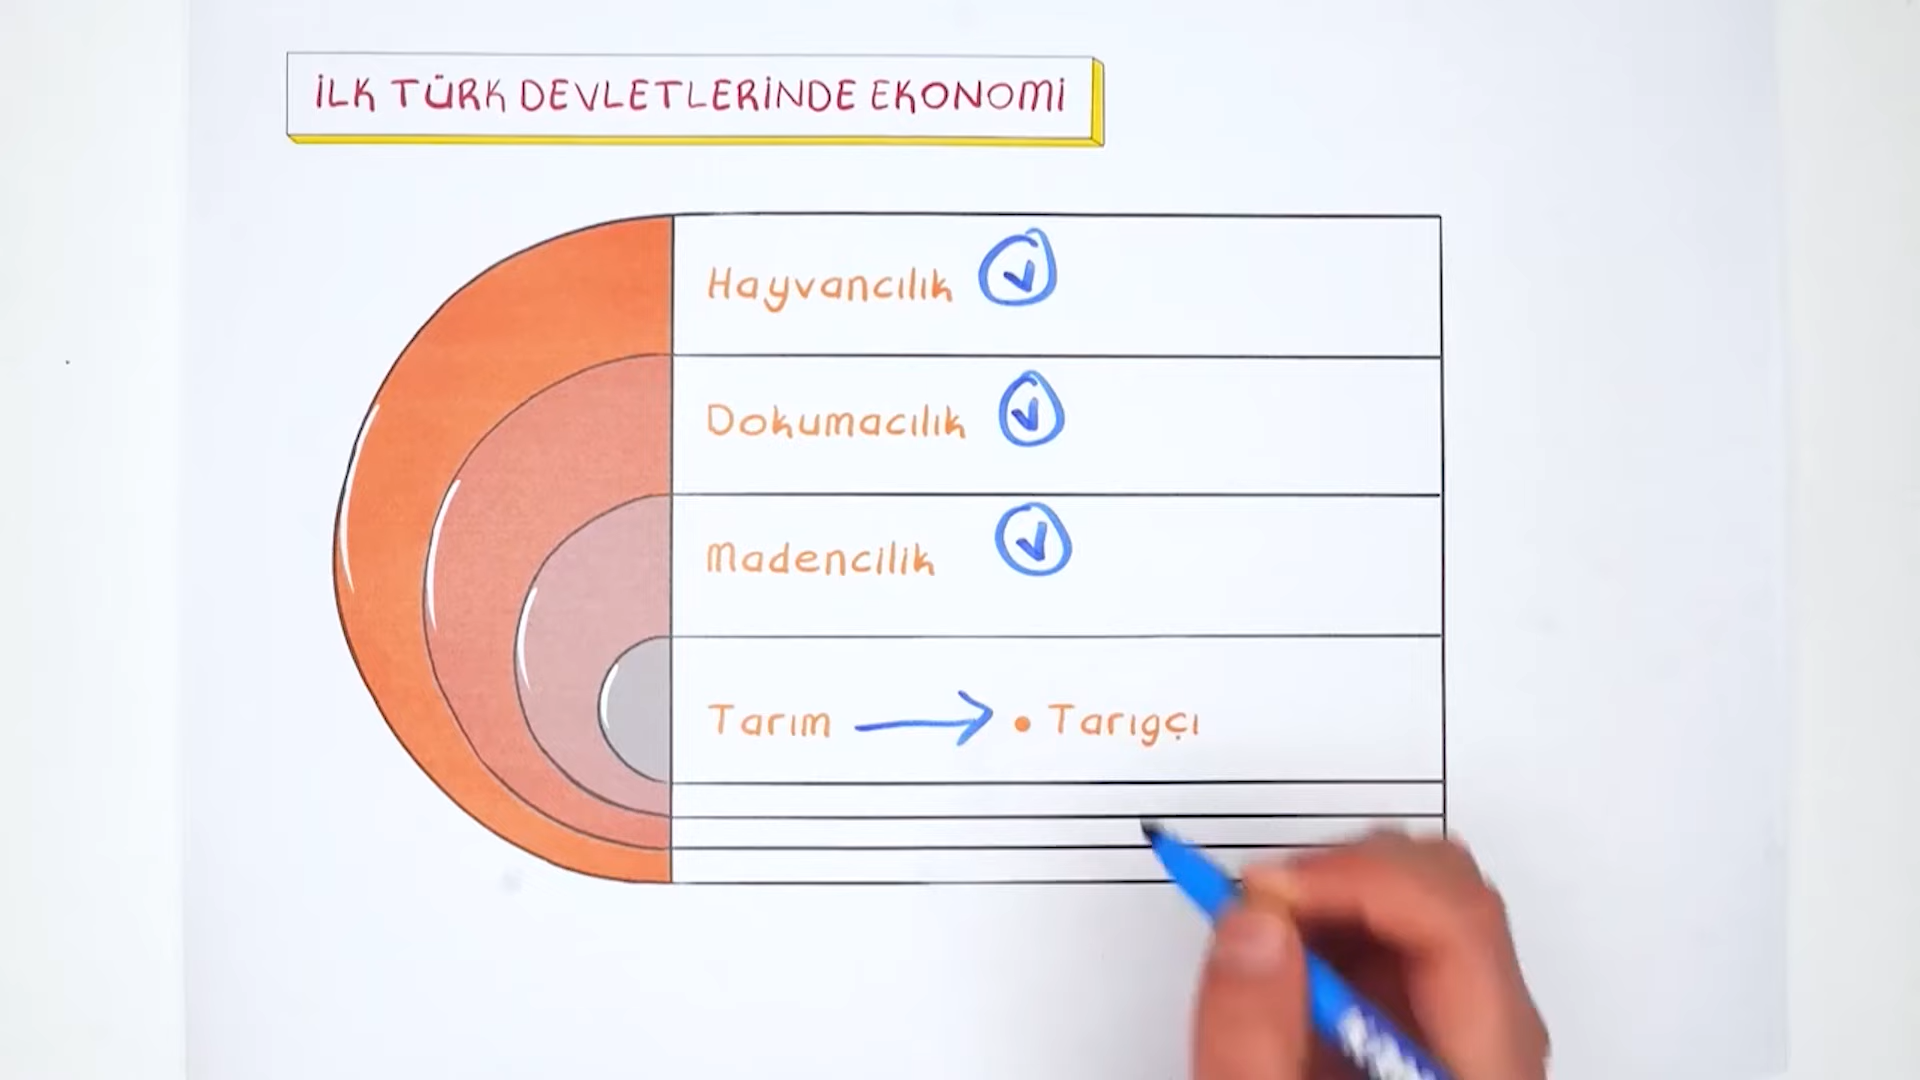 İLK TÜRK DEVLETLERİNDE EKONOMİ
Hayvancılık
Dokumacılık
Madencilik
Tarım → • Tarıgçı